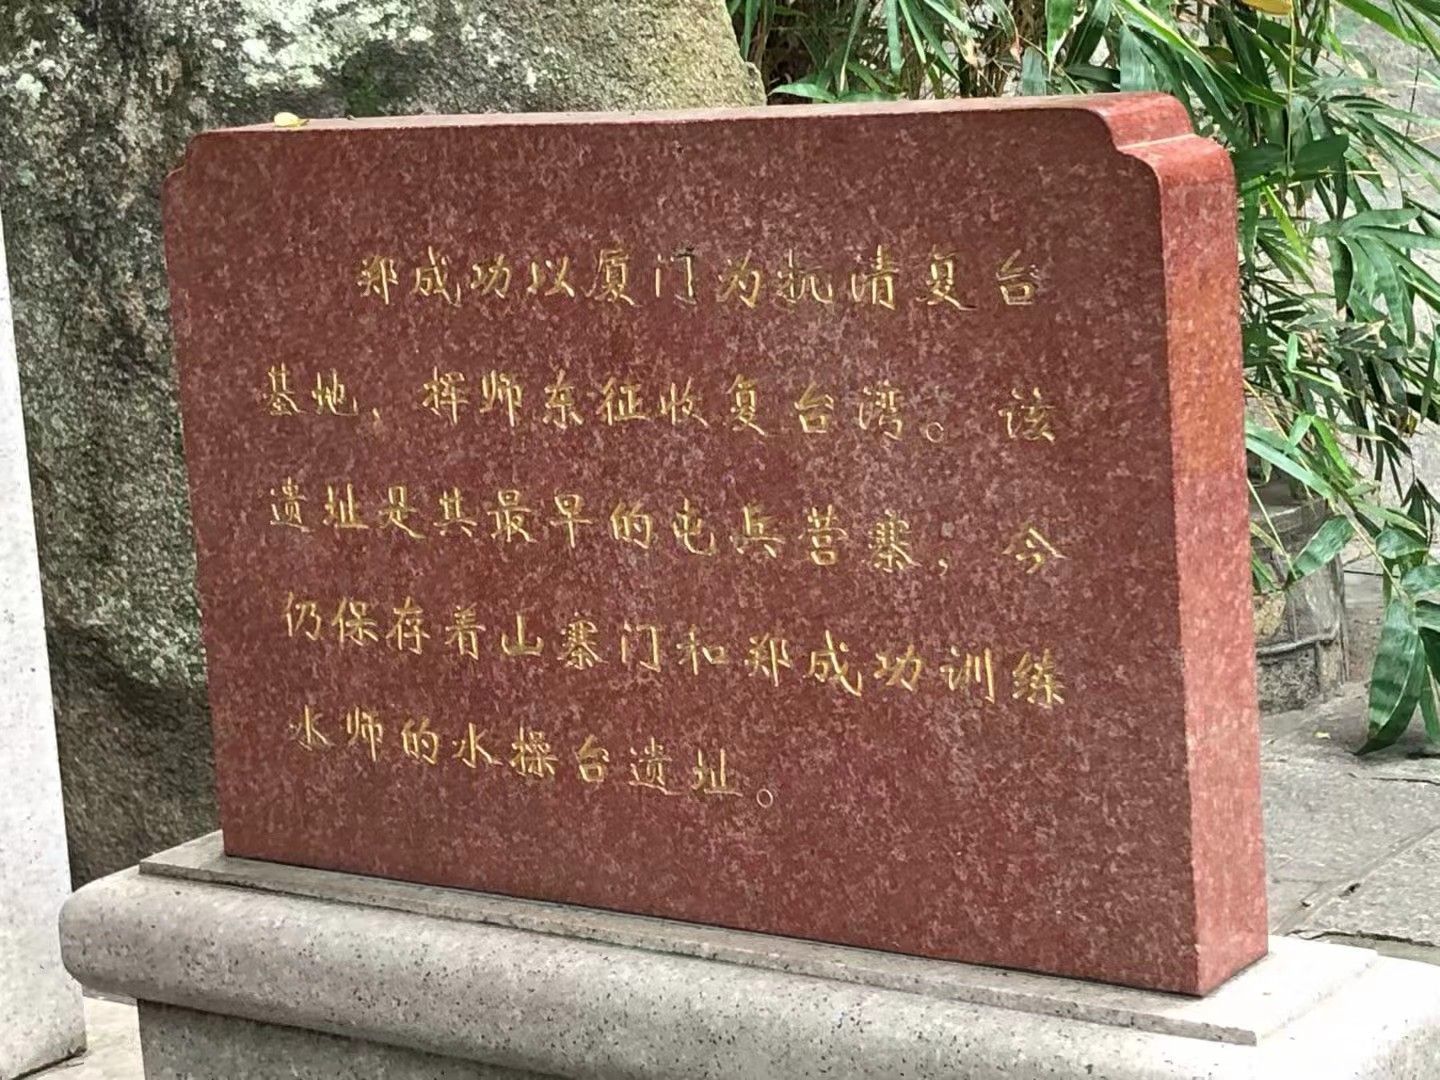 郑成功以厦门为抗清复台
基地，挥师东征收复台湾。该
遗址是其最早的屯兵营寨，今
仍保存着山寨门和郑成功训练
水师的水操台遗址。